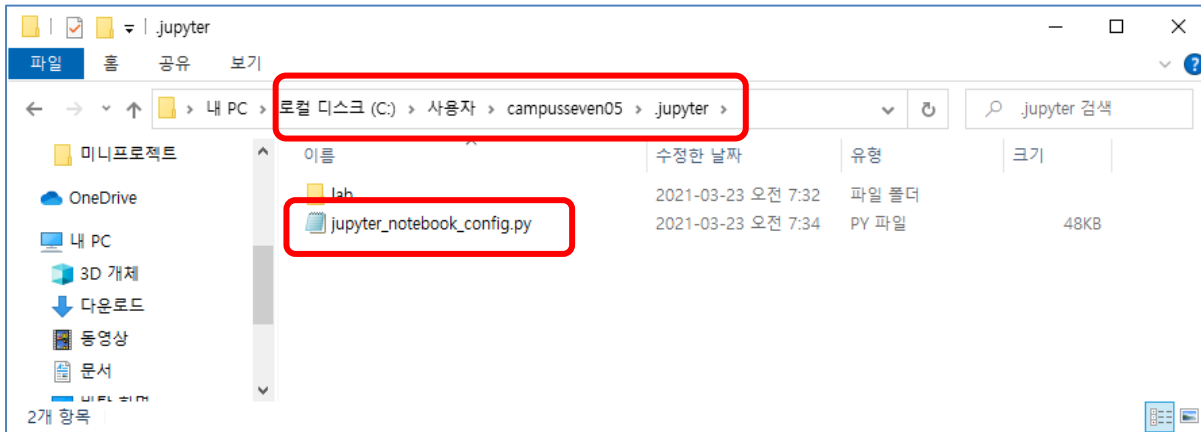 .jupyter
파일 홈 공유 보기
내 PC > 로컬 디스크 (C:) > 사용자 > campusseven05 > .jupyter >
.jupyter 검색
이름 수정한 날짜 유형 크기
미니프로젝트
OneDrive
내 PC
3D 개체
다운로드
동영상
문서
lab 2021-03-23 오전 7:32 파일 폴더
jupyter_notebook_config.py 2021-03-23 오전 7:34 PY 파일 48KB
2개 항목